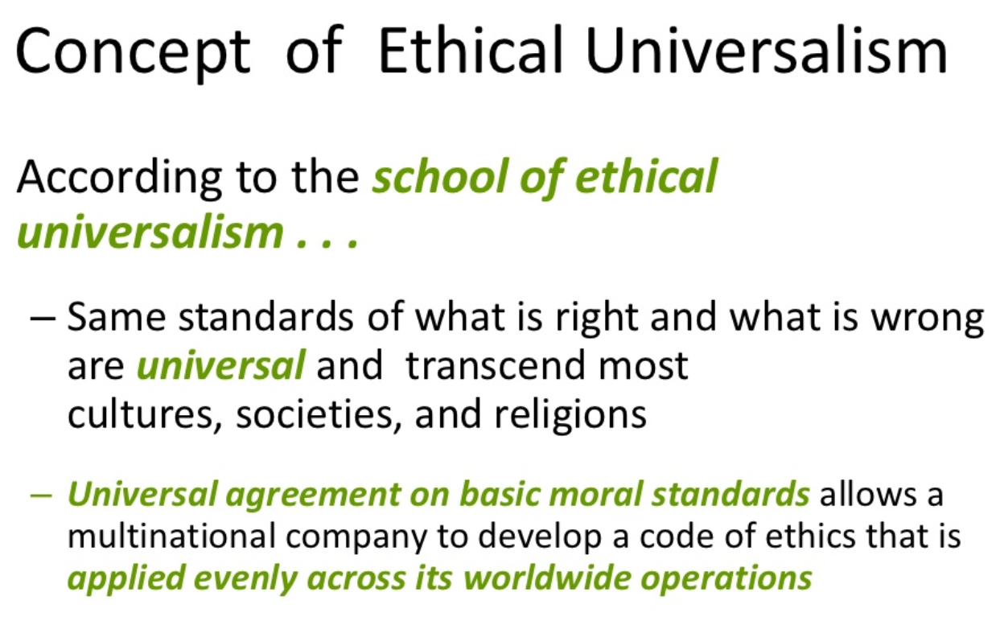 Concept of Ethical Universalism
According to the school of ethical
universalism . . .
– Same standards of what is right and what is wrong
are universal and transcend most
cultures, societies, and religions
– Universal agreement on basic moral standards allows a
multinational company to develop a code of ethics that is
applied evenly across its worldwide operations